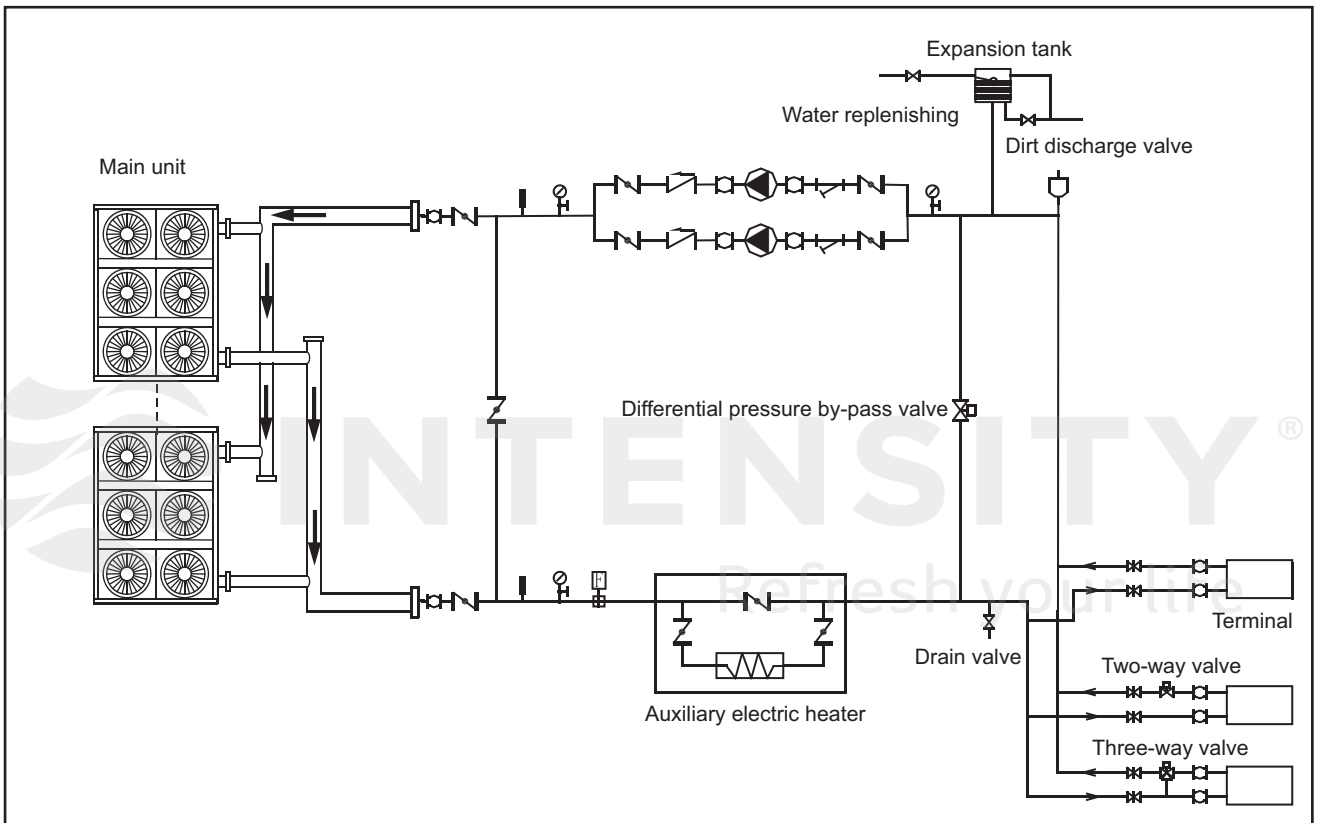 Expansion tank
Water replenishing
Dirt discharge valve
Main unit
Differential pressure by-pass valve
INTENSITY®
Refresh your life
F
Terminal
Drain valve
Two-way valve
Auxiliary electric heater
Three-way valve